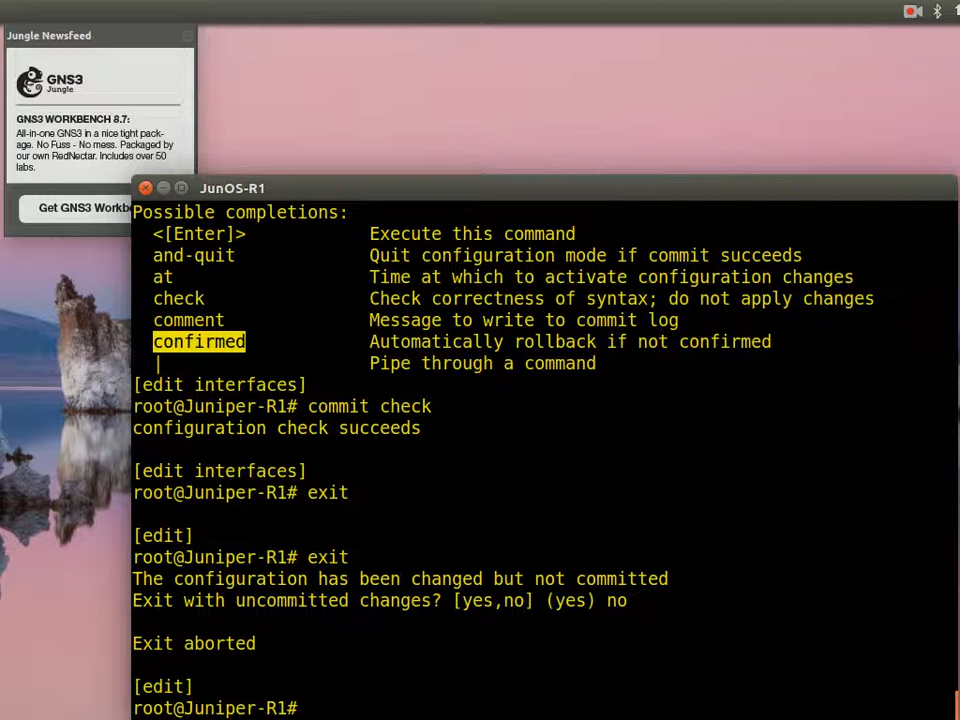 Jungle Newsfeed
GNS3
Jungle
GNS3 WORKBENCH 8.7:
All-in-one GNS3 in a nice tight pack-
age. No Fuss - No mess. Packaged by
our own RedNectar. Includes over 50
labs.
Get GNS3 Workb
JunOS-R1
Possible completions:
<[Enter]> Execute this command
and-quit Quit configuration mode if commit succeeds
at Time at which to activate configuration changes
check Check correctness of syntax; do not apply changes
comment Message to write to commit log
confirmed Automatically rollback if not confirmed
| Pipe through a command
[edit interfaces]
root@Juniper-R1# commit check
configuration check succeeds
[edit interfaces]
root@Juniper-R1# exit
[edit]
root@Juniper-R1# exit
The configuration has been changed but not committed
Exit with uncommitted changes? [yes,no] (yes) no
Exit aborted
[edit]
root@Juniper-R1#